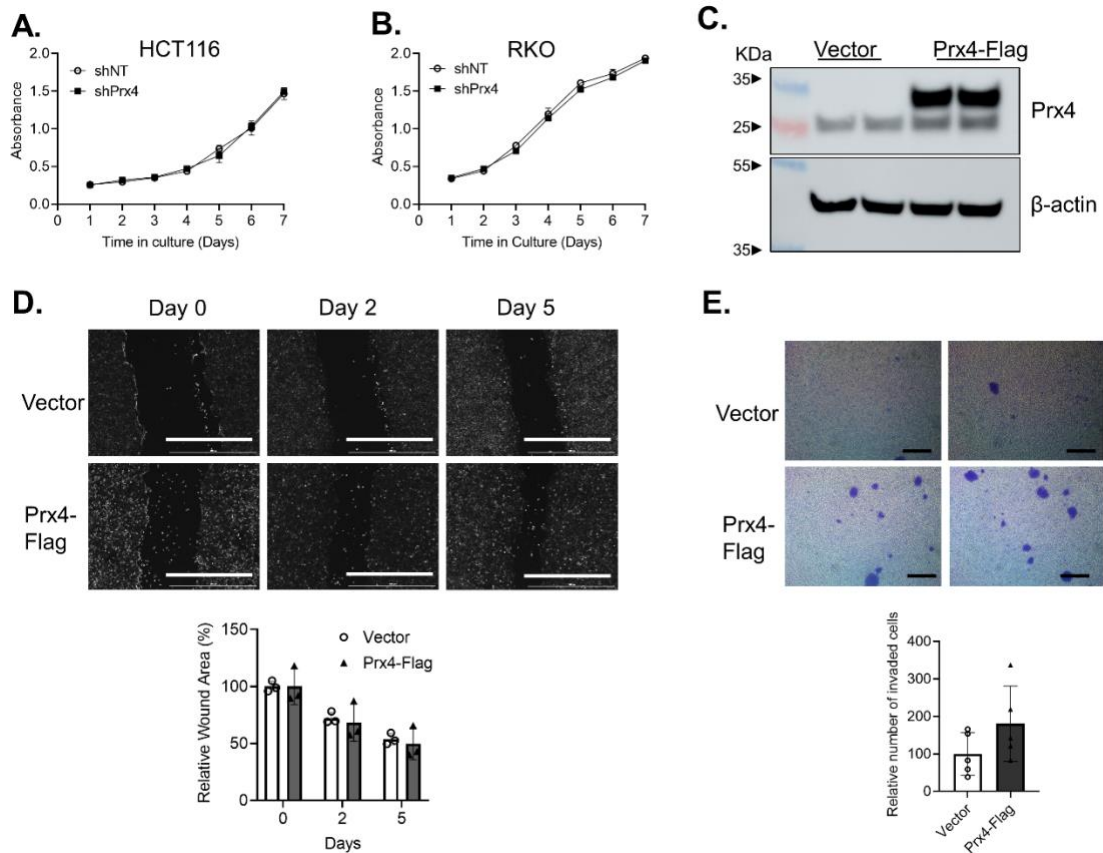 A.
HCT116
2.0
1.5
1.0
0.5
0.0
Absorbance
shNT
shPrx4
0 1 2 3 4 5 6 7
Time in culture (Days)
B.
RKO
2.0
1.5
1.0
0.5
0.0
Absorbance
shNT
shPrx4
0 1 2 3 4 5 6 7
Time in Culture (Days)
C.
KDa
Vector Prx4-Flag
35
25
Prx4
55
35
β-actin
D.
Day 0 Day 2 Day 5
Vector
Prx4-
Flag
Relative Wound Area (%)
150
100
50
0
Vector
Prx4-Flag
0 2 5
Days
E.
Vector
Prx4-
Flag
Relative number of invaded cells
400
300
200
100
0
Vector
Prx4-Flag